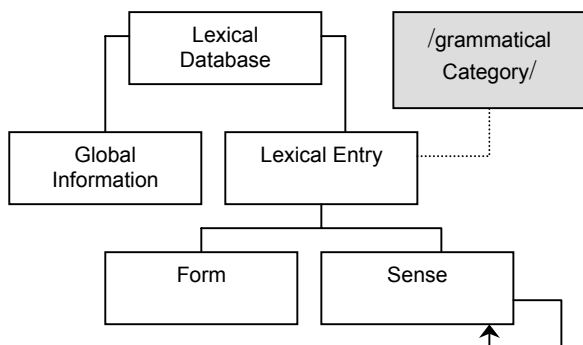 Lexical
Database
/grammatical
Category/
Global
Information
Lexical Entry
Form
Sense